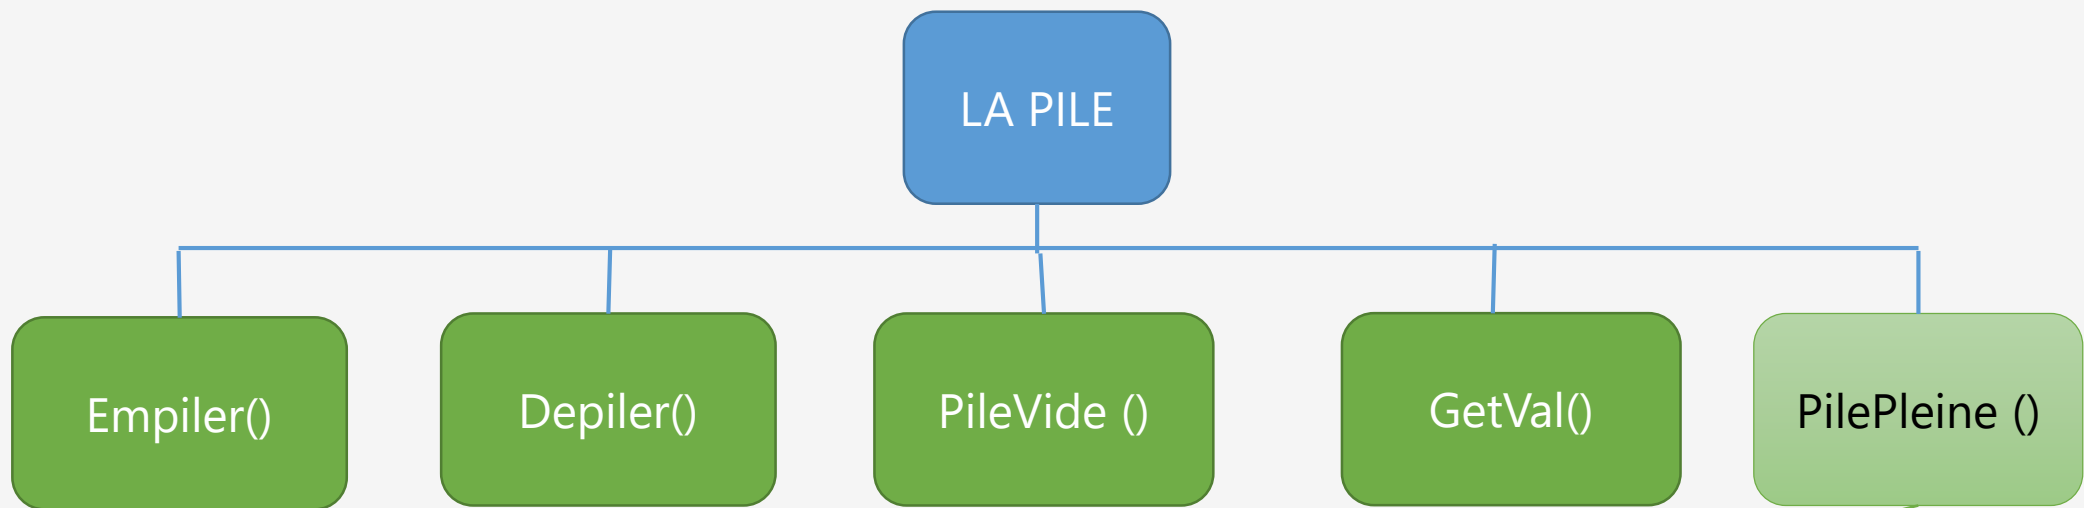 LA PILE
Empiler()
Depiler()
PileVide ()
GetVal()
PilePleine ()